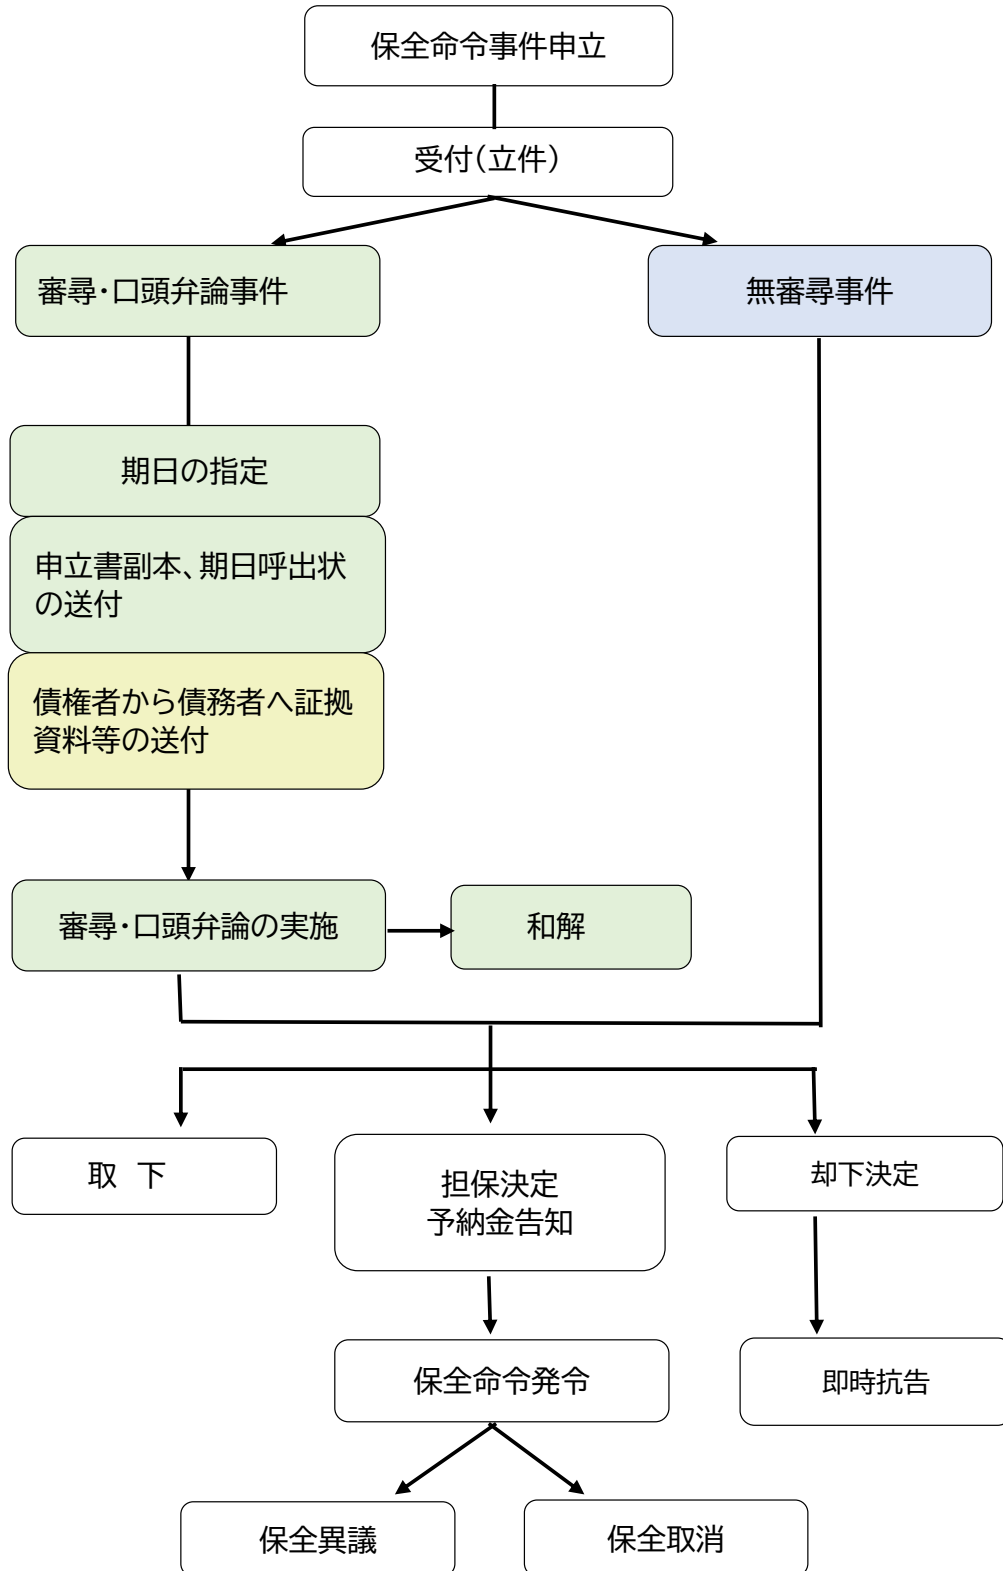 保全命令事件申立
受付(立件)
審尋・口頭弁論事件
無審尋事件
期日の指定
申立書副本、期日呼出状
の送付
債権者から債務者へ証拠
資料等の送付
審尋・口頭弁論の実施
和解
取 下
担保決定
予納金告知
却下決定
保全命令発令
即時抗告
保全異議
保全取消